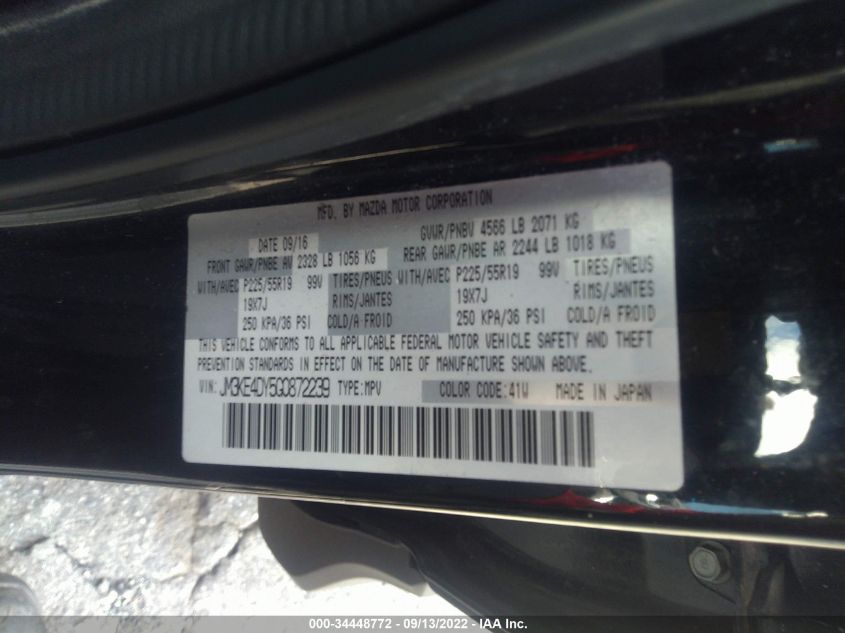 MFD. BY MAZDA MOTOR CORPORATION
DATE 09/16 GVWR/PNBV 4566 LB 2071 KG
FRONT GAWR/PNBE AV 2328 LB 1056 KG REAR GAWR/PNBE AR 2244 LB 1018 KG
WITH/AVEC P225/55R19 99V TIRES/PNEUS WITH/AVEC P225/55R19 99V TIRES/PNEUS
19X7J RIMS/JANTES 19X7J RIMS/JANTES
250 KPA/36 PSI COLD/A FROID 250 KPA/36 PSI COLD/A FROID
THIS VEHICLE CONFORMS TO ALL APPLICABLE FEDERAL MOTOR VEHICLE SAFETY AND THEFT
PREVENTION STANDARDS IN EFFECT ON THE DATE OF MANUFACTURE SHOWN ABOVE.
VIN: JM3KE4DY5G0872239 TYPE:MPV COLOR CODE:41W MADE IN JAPAN
000-34448772 - 09/13/2022 - IAA Inc.